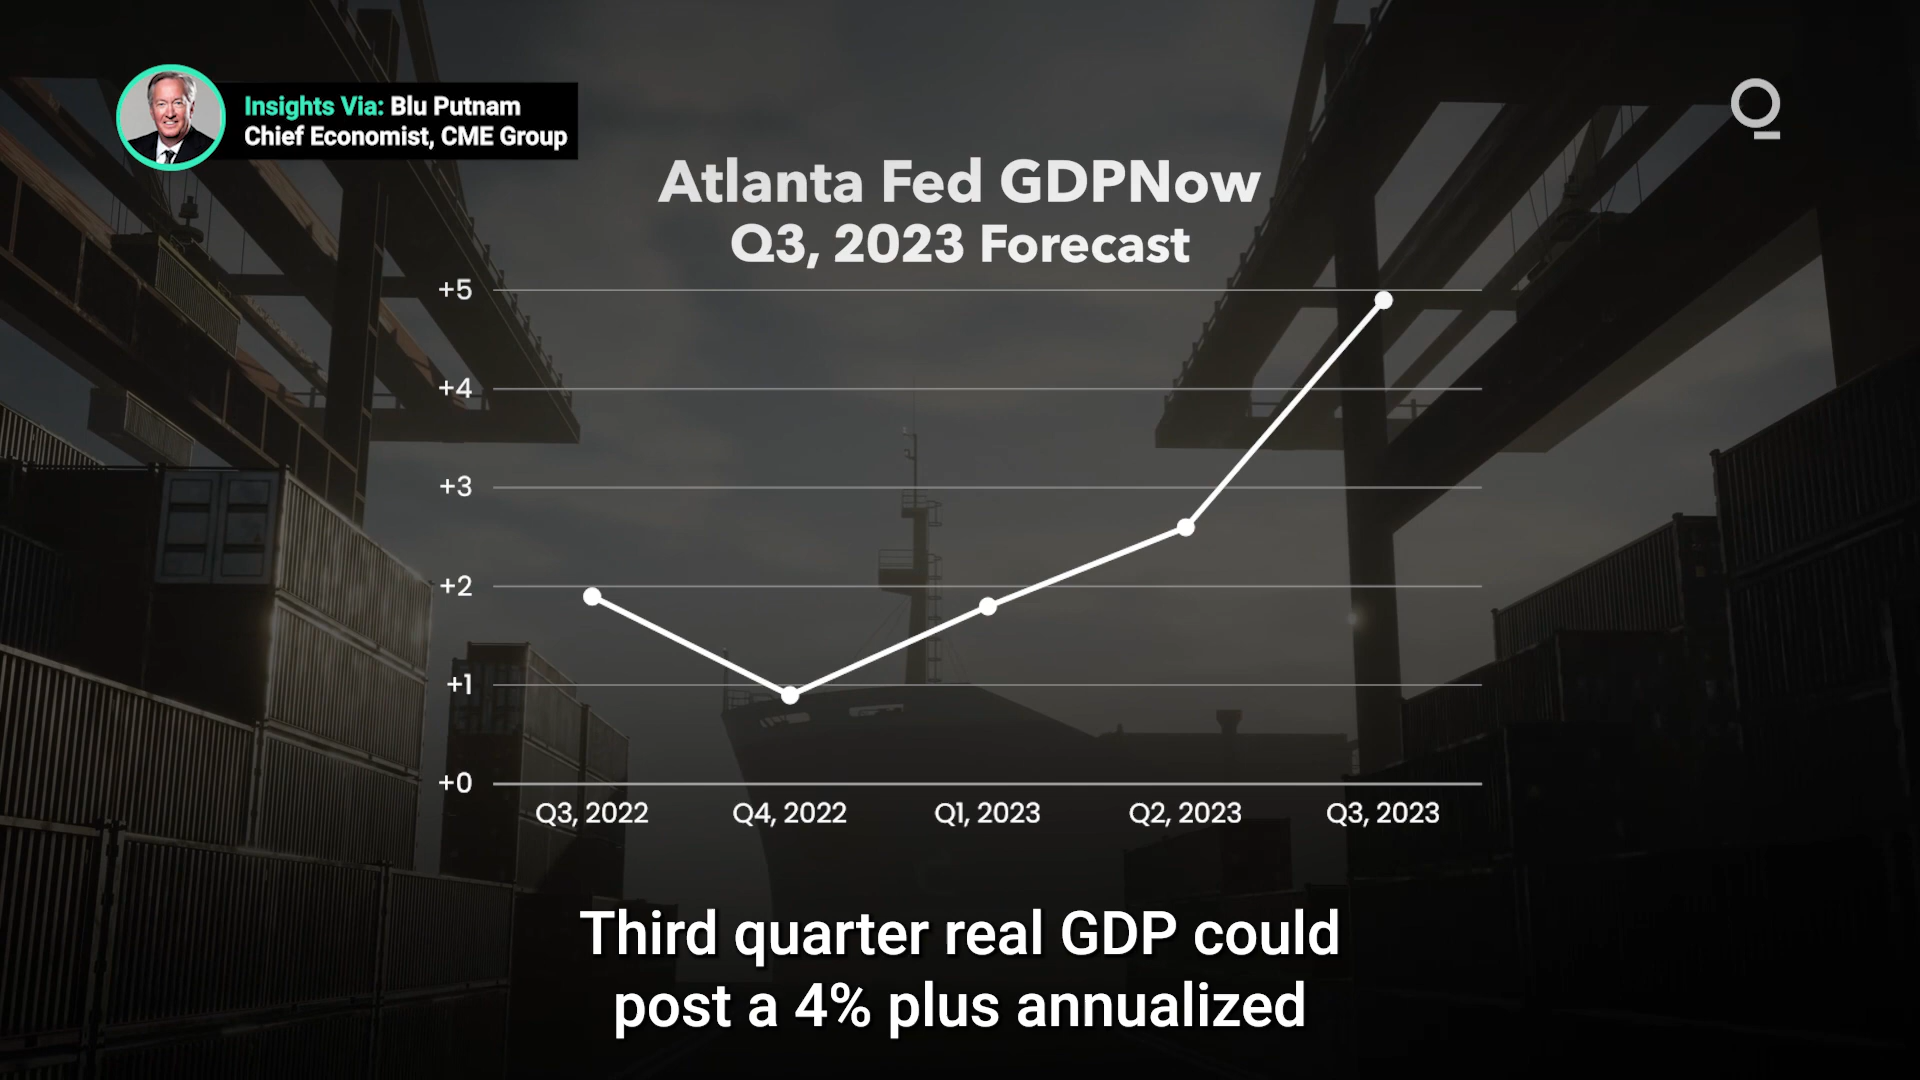 Insights Via: Blu Putnam
Chief Economist, CME Group
Atlanta Fed GDPNow
Q3, 2023 Forecast
+5
+4
+3
+2
+1
+0
Q3, 2022
Q4, 2022
Q1, 2023
Q2, 2023
Q3, 2023
Third quarter real GDP could
post a 4% plus annualized